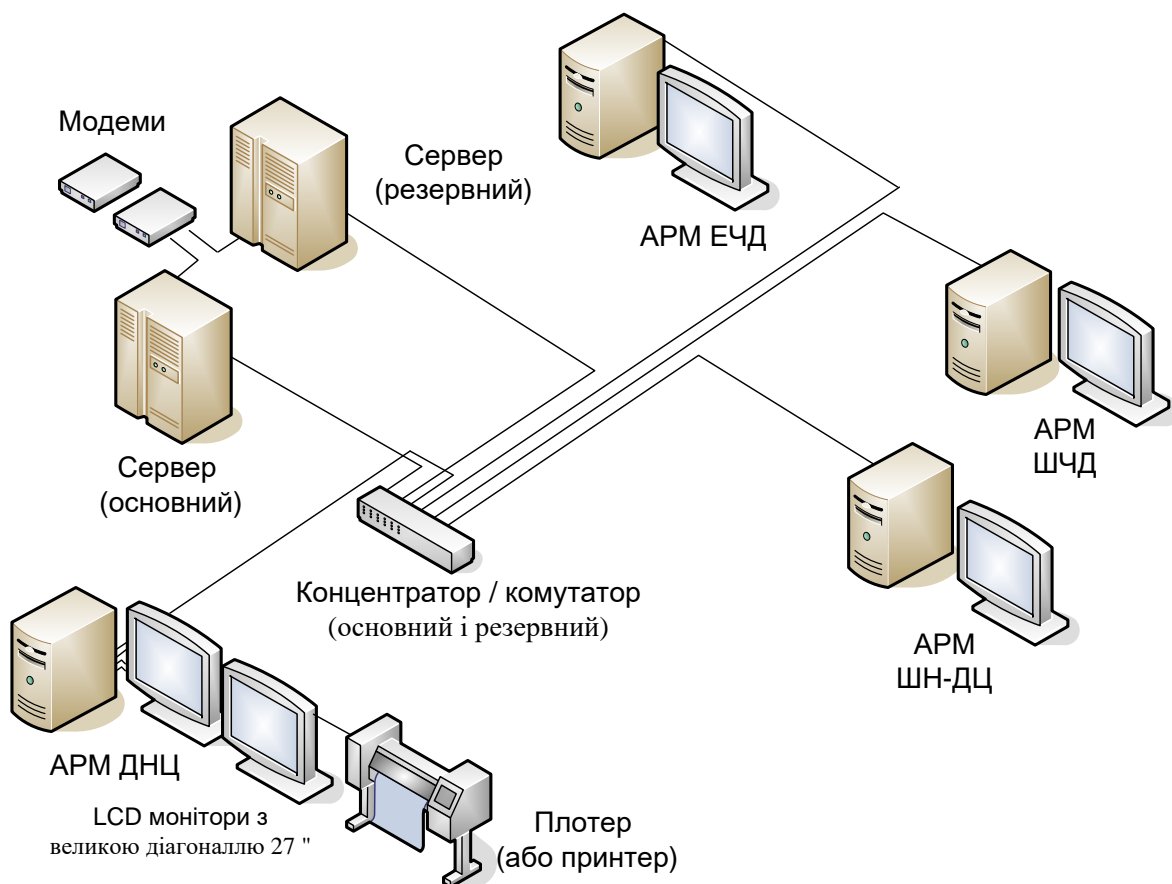 Модеми
Сервер
(резервний)
АРМ ЕЧД
АРМ
ШЧД
Сервер
(основний)
Концентратор / комутатор
(основний і резервний)
АРМ
ШН-ДЦ
АРМ ДНЦ
LCD монітори з
великою діагоналлю 27 "
Плотер
(або принтер)